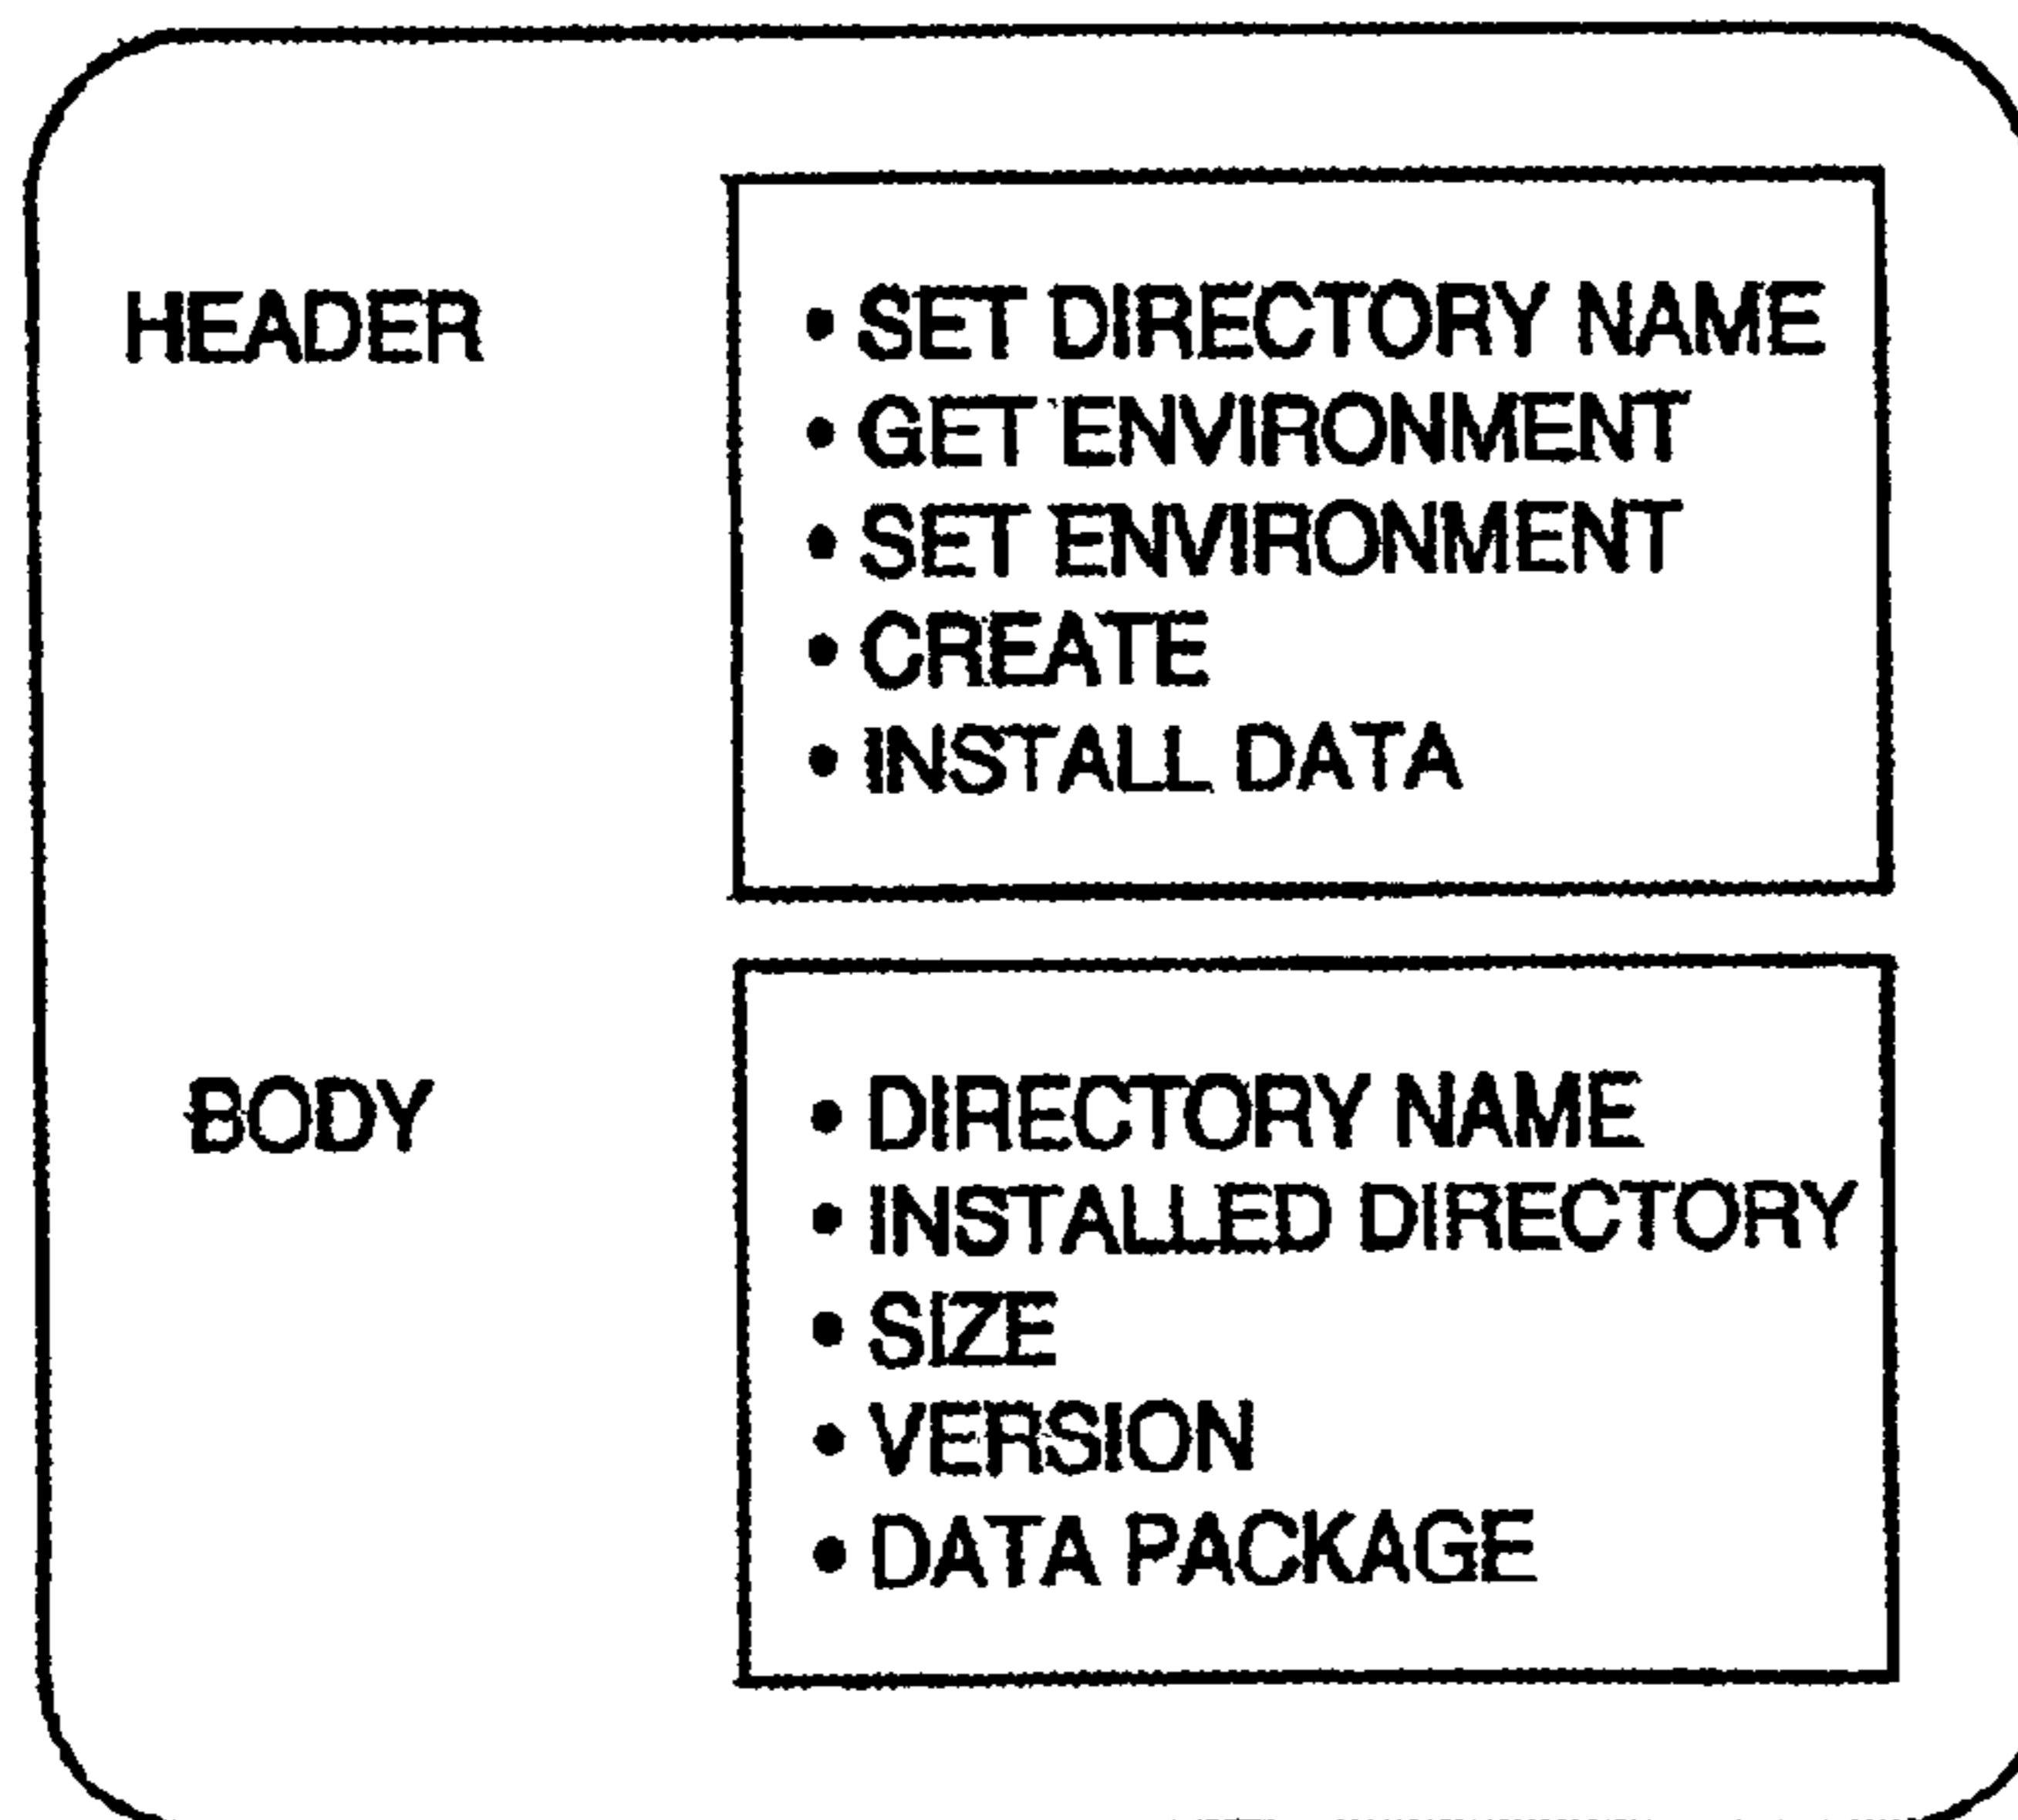 HEADER
• SET DIRECTORY NAME
• GET ENVIRONMENT
• SET ENVIRONMENT
• CREATE
• INSTALL DATA
BODY
• DIRECTORY NAME
• INSTALLED DIRECTORY
• SIZE
• VERSION
• DATA PACKAGE